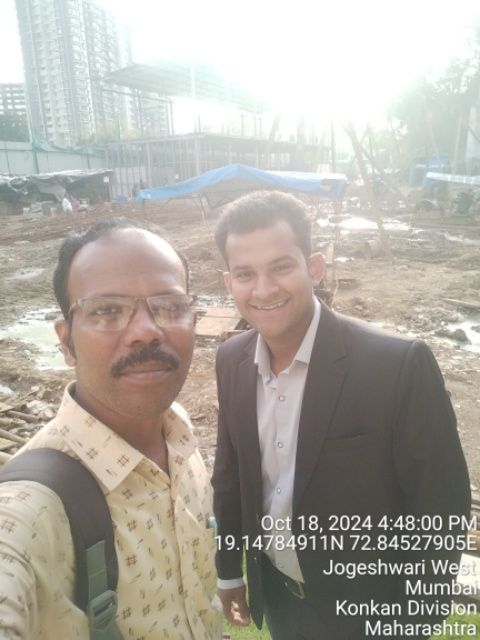 Oct 18, 2024 4:48:00 PM
19.14784911N 72.84527905E
Jogeshwari West
Mumbai
Konkan Division
Maharashtra